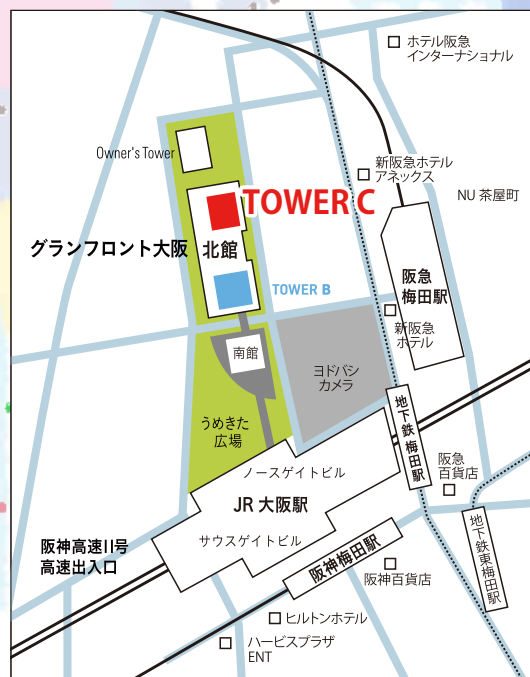 ホテル阪急
インターナショナル
Owner's Tower
新阪急ホテル
アネックス
NU 茶屋町
TOWER C
グランフロント大阪 北館
阪急
梅田駅
TOWER B
新阪急
ホテル
南館
ヨドバシ
カメラ
うめきた
広場
地下鉄 梅田駅
ノースゲイトビル
阪急
百貨店
JR 大阪駅
サウスゲイトビル
地下鉄東梅田駅
阪神高速11号
高速出入口
阪神梅田駅
阪神百貨店
ヒルトンホテル
ハービスプラザ
ENT